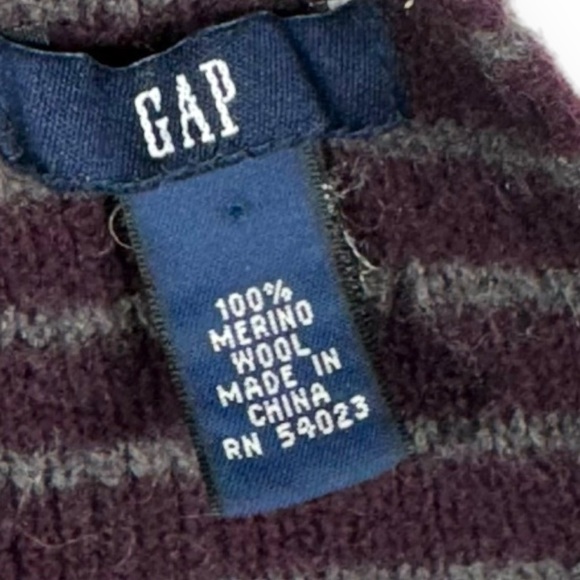 GAP
100%
MERINO
WOOL
MADE IN
CHINA
RN 54023